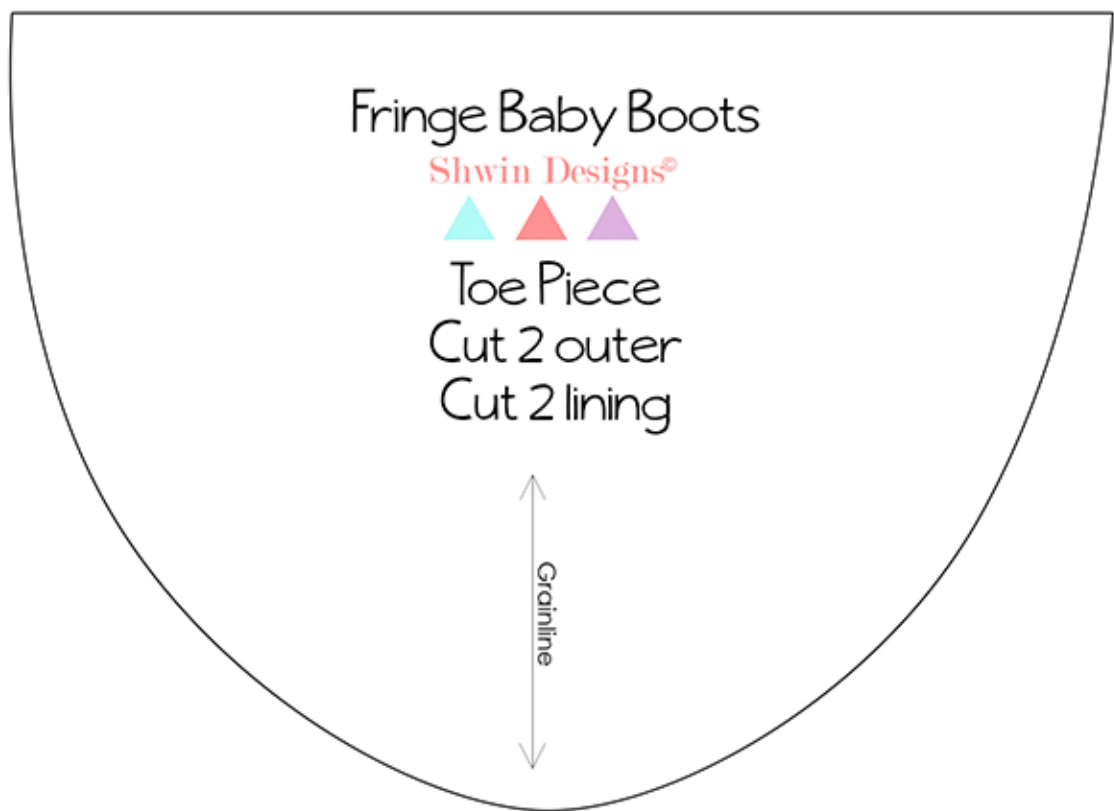 Fringe Baby Boots
Shwin Designs©
Toe Piece
Cut 2 outer
Cut 2 lining
Grainline